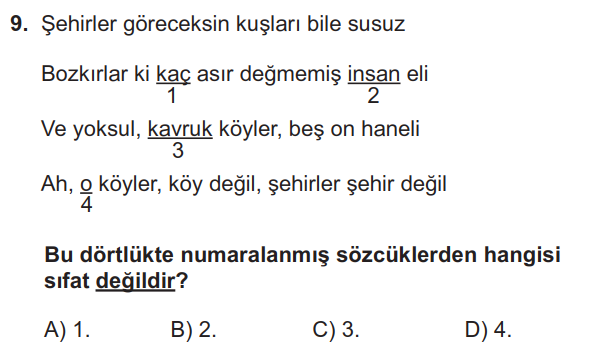 9. Şehirler göreceksin kuşları bile susuz
Bozkırlar ki kaç asır değmemiş insan eli
1 2
Ve yoksul, kavruk köyler, beş on haneli
3
Ah, o köyler, köy değil, şehirler şehir değil
4
Bu dörtlükte numaralanmış sözcüklerden hangisi
sıfat değildir?
A) 1. B) 2. C) 3. D) 4.